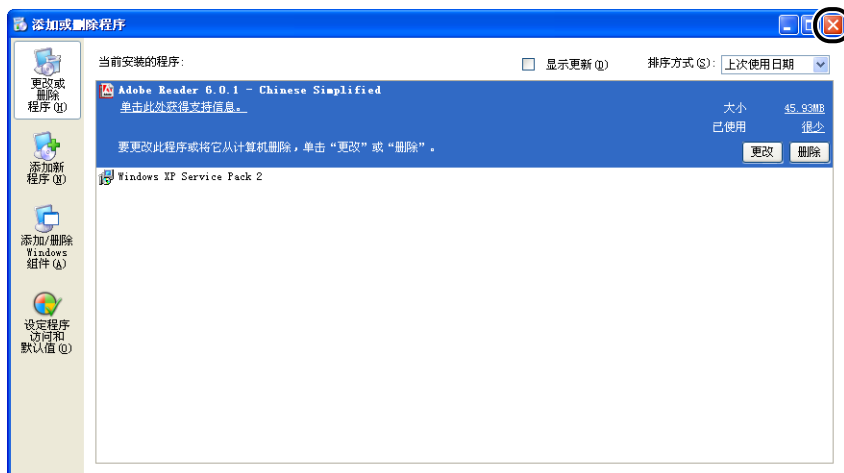 添加或删除程序
更改或
删除
程序(H)
添加新
程序(N)
添加/删除
Windows
组件(A)
设定程序
访问和
默认值(O)
当前安装的程序:
显示更新(D)
排序方式(S): 上次使用日期
Adobe Reader 6.0.1 - Chinese Simplified
单击此处获得支持信息。
大小 45.93MB
已使用 很少
要更改此程序或将它从计算机删除，单击“更改”或“删除”。
更改 删除
Windows XP Service Pack 2